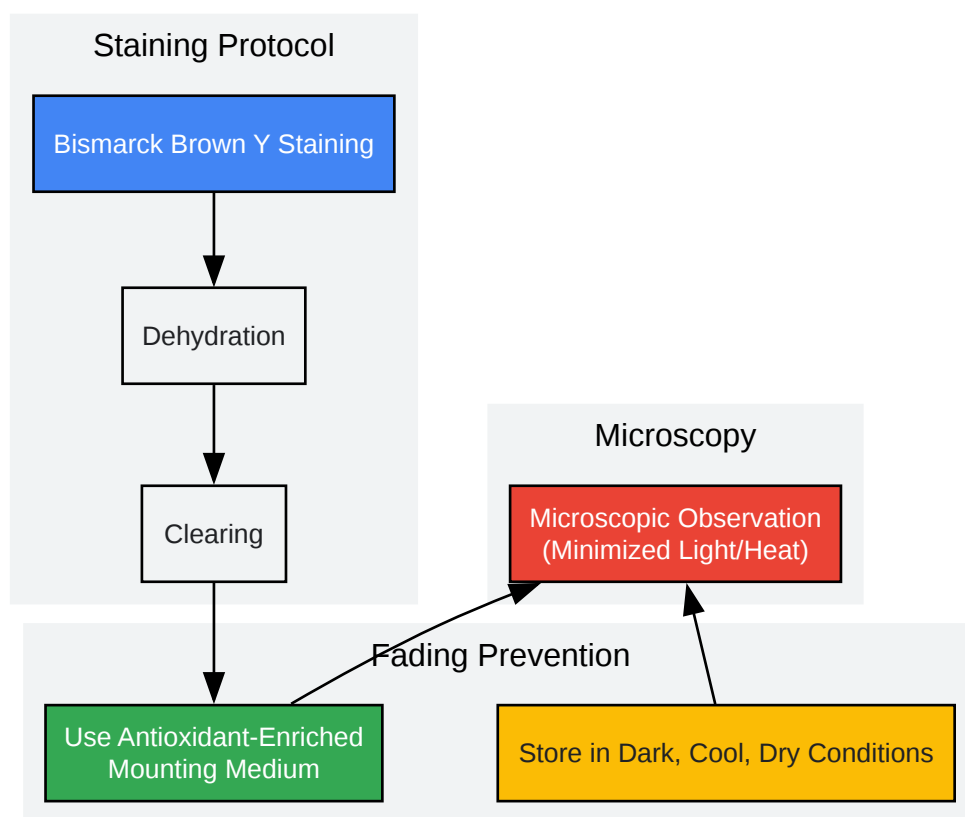 Staining Protocol
Bismarck Brown Y Staining
Dehydration
Clearing
Microscopy
Microscopic Observation
(Minimized Light/Heat)
Fading Prevention
Use Antioxidant-Enriched
Mounting Medium
Store in Dark, Cool, Dry Conditions